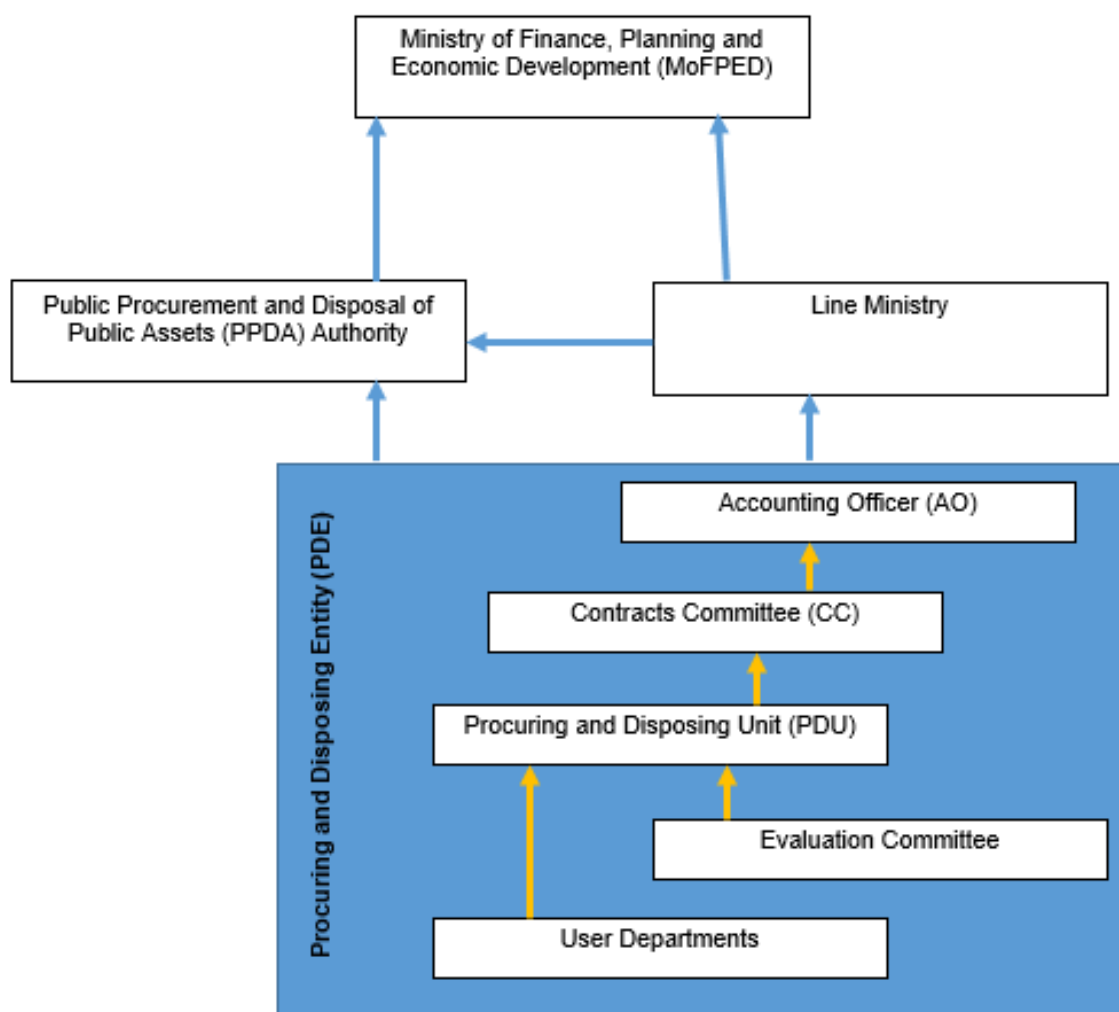 Ministry of Finance, Planning and
Economic Development (MoFPED)
Public Procurement and Disposal of
Public Assets (PPDA) Authority
Line Ministry
Procuring and Disposing Entity (PDE)
Accounting Officer (AO)
Contracts Committee (CC)
Procuring and Disposing Unit (PDU)
Evaluation Committee
User Departments